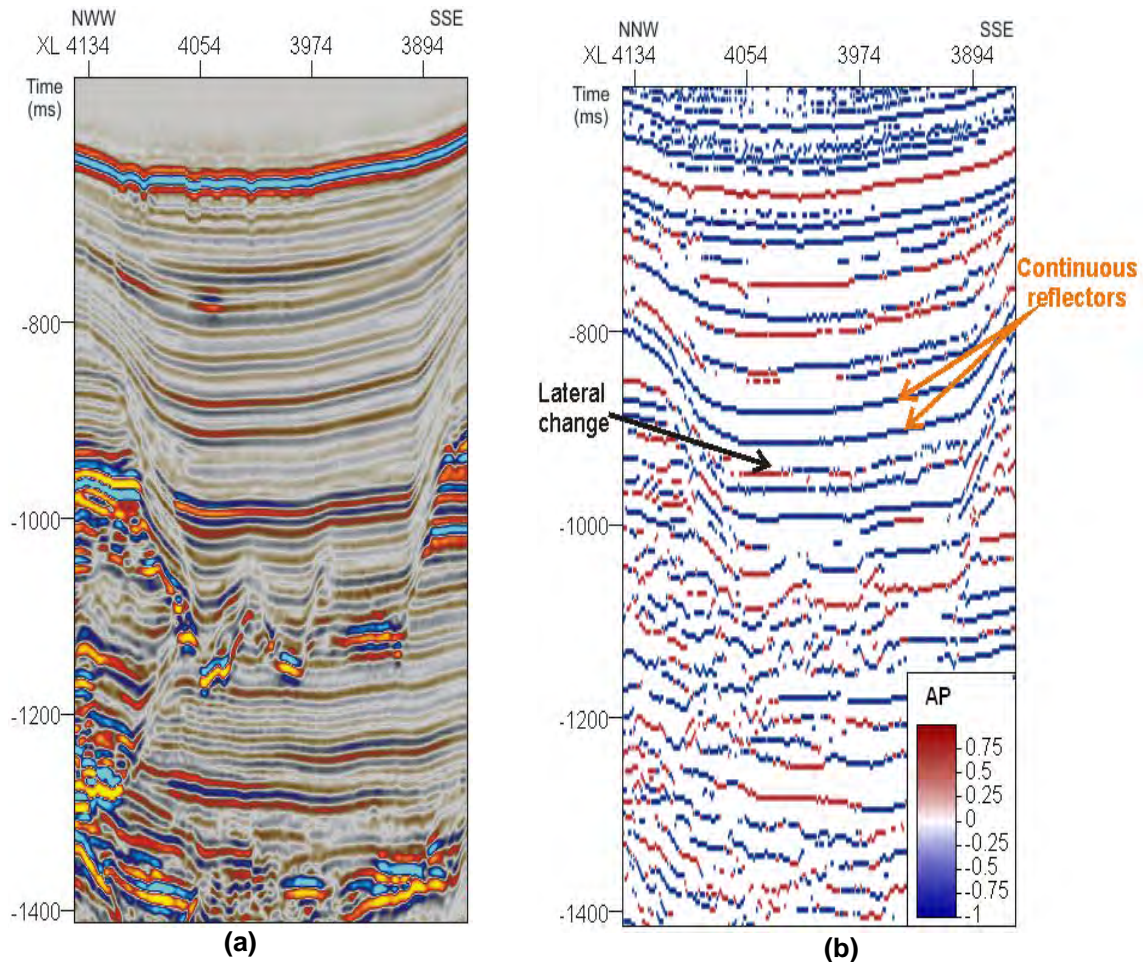 NWW SSE
XL 4134 4054 3974 3894
Time
(ms)
-800
-1000
-1200
-1400
(a)
NNW SSE
XL 4134 4054 3974 3894
Time
(ms)
-800
-1000
-1200
-1400
Continuous
reflectors
Lateral
change
AP
0.75
0.5
0.25
0
-0.25
-0.5
-0.75
-1
(b)